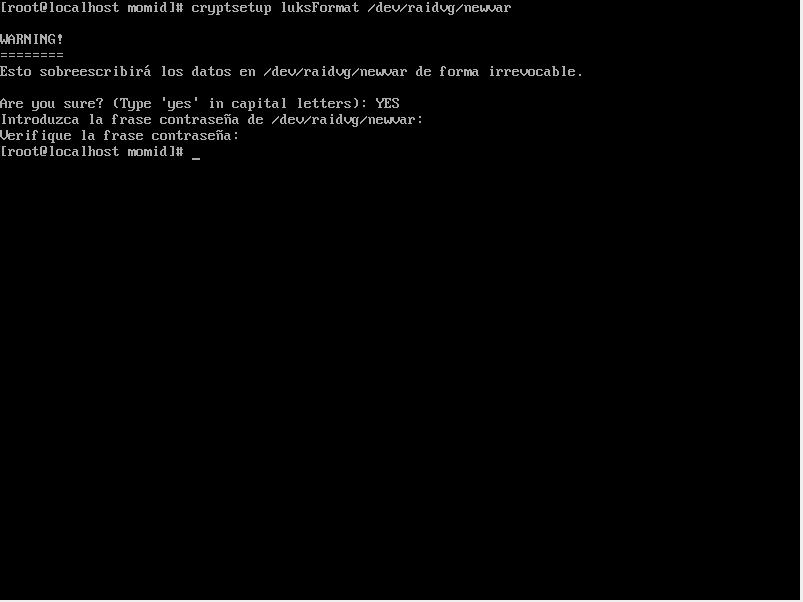 [root@localhost momid]# cryptsetup luksFormat /dev/raidvg/newvar
WARNING!
========
Esto sobreescribirá los datos en /dev/raidvg/newvar de forma irrevocable.
Are you sure? (Type 'yes' in capital letters): YES
Introduzca la frase contraseña de /dev/raidvg/newvar:
Verifique la frase contraseña:
[root@localhost momid]# _